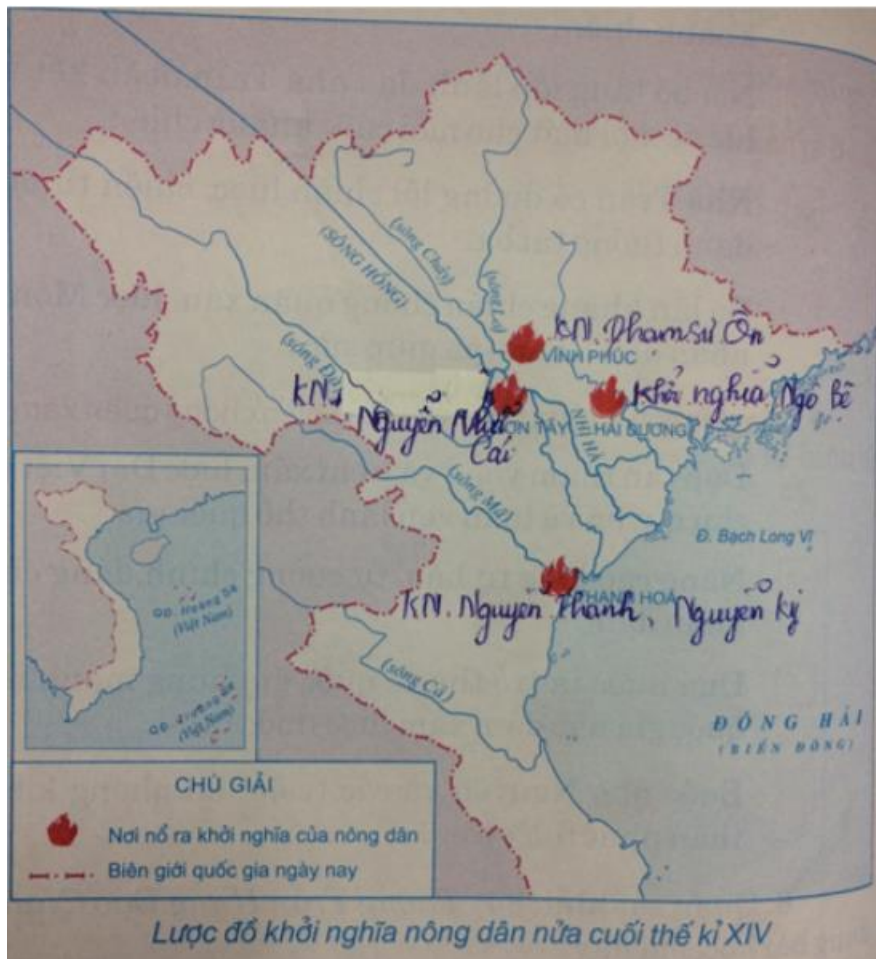 (SÔNG HỒNG)
(sông Chảy)
(sông Lô)
KN. Phạm Sư Ôn
VĨNH PHÚC
(sông Đà)
KN.
Nguyễn Nhữ
Cái
SƠN TÂY
Khởi nghĩa Ngô Bệ
HẢI DƯƠNG
NHỊ HÀ
(sông Mã)
Đ. Bạch Long Vĩ
THANH HOÁ
KN. Nguyễn Thanh, Nguyễn Kỵ
(sông Cả)
QĐ. Hoàng Sa
(Việt Nam)
QĐ. Trường Sa
(Việt Nam)
ĐÔNG HẢI
(BIỂN ĐÔNG)
CHÚ GIẢI
Nơi nổ ra khởi nghĩa của nông dân
Biên giới quốc gia ngày nay
Lược đồ khởi nghĩa nông dân nửa cuối thế kỉ XIV